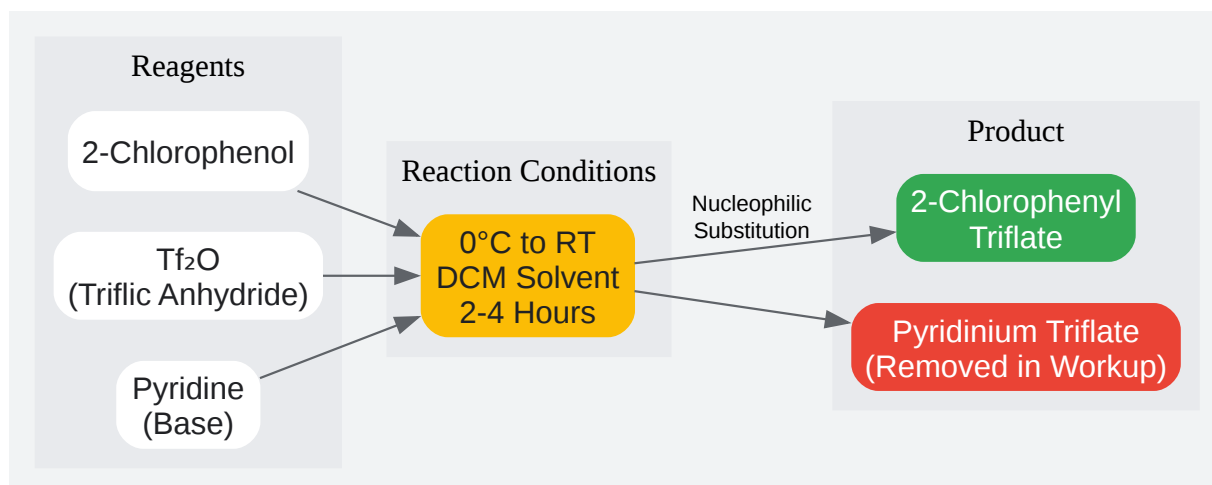 Reagents
2-Chlorophenol
Tf₂O
(Triflic Anhydride)
Pyridine
(Base)
Reaction Conditions
0°C to RT
DCM Solvent
2-4 Hours
Nucleophilic
Substitution
Product
2-Chlorophenyl
Triflate
Pyridinium Triflate
(Removed in Workup)